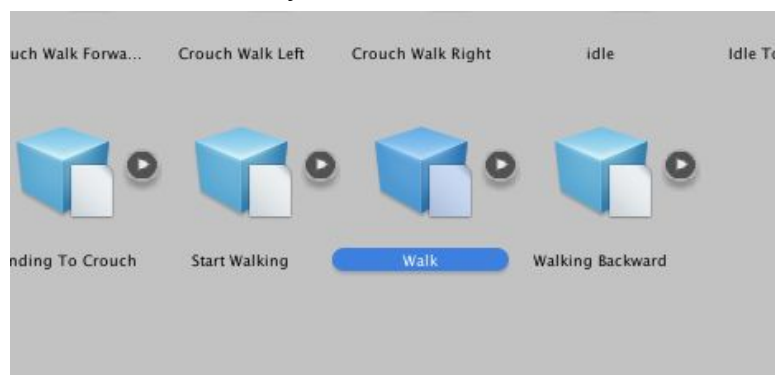 uch Walk Forwa... Crouch Walk Left Crouch Walk Right idle Idle To
nding To Crouch Start Walking Walk Walking Backward